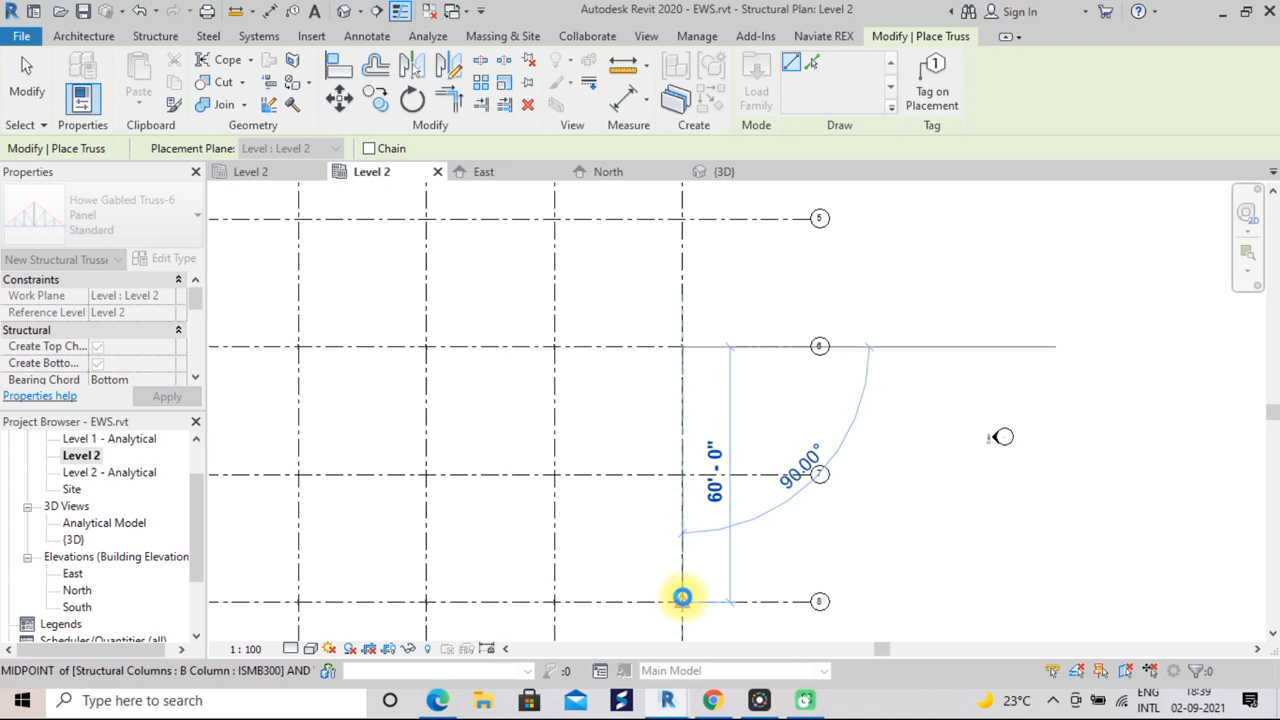 Autodesk Revit 2020 - EWS.rvt - Structural Plan: Level 2
Sign In
File Architecture Structure Steel Systems Insert Annotate Analyze Massing & Site Collaborate View Manage Add-Ins Naviate REX Modify | Place Truss
Modify
Paste
Cope
Cut
Join
Load
Family
Tag on
Placement
Select Properties Clipboard Geometry Modify View Measure Create Mode Draw Tag
Modify | Place Truss Placement Plane: Level : Level 2 Chain
Properties
Level 2 Level 2 East North {3D}
Howe Gabled Truss-6
Panel
Standard
New Structural Trusse Edit Type
Constraints
Work Plane Level : Level 2
Reference Level Level 2
Structural
Create Top Ch...
Create Botto...
Bearing Chord Bottom
Properties help Apply
Project Browser - EWS.rvt
Level 1 - Analytical
Level 2
Level 2 - Analytical
Site
3D Views
Analytical Model
{3D}
Elevations (Building Elevation
East
North
South
Legends
Schedules/Quantities (all)
5
6
7
8
60' - 0"
90.00°
2D
1 : 100
MIDPOINT of [Structural Columns : B Column : ISMB300] AND
:0
Main Model
:0
Type here to search
23°C
ENG
INTL
18:39
02-09-2021